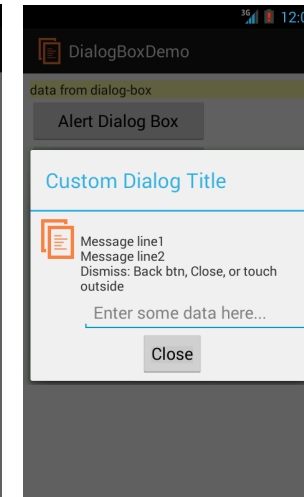 3G 12:0
DialogBoxDemo
data from dialog-box
Alert Dialog Box
Custom Dialog Title
Message line1
Message line2
Dismiss: Back btn, Close, or touch
outside
Enter some data here...
Close